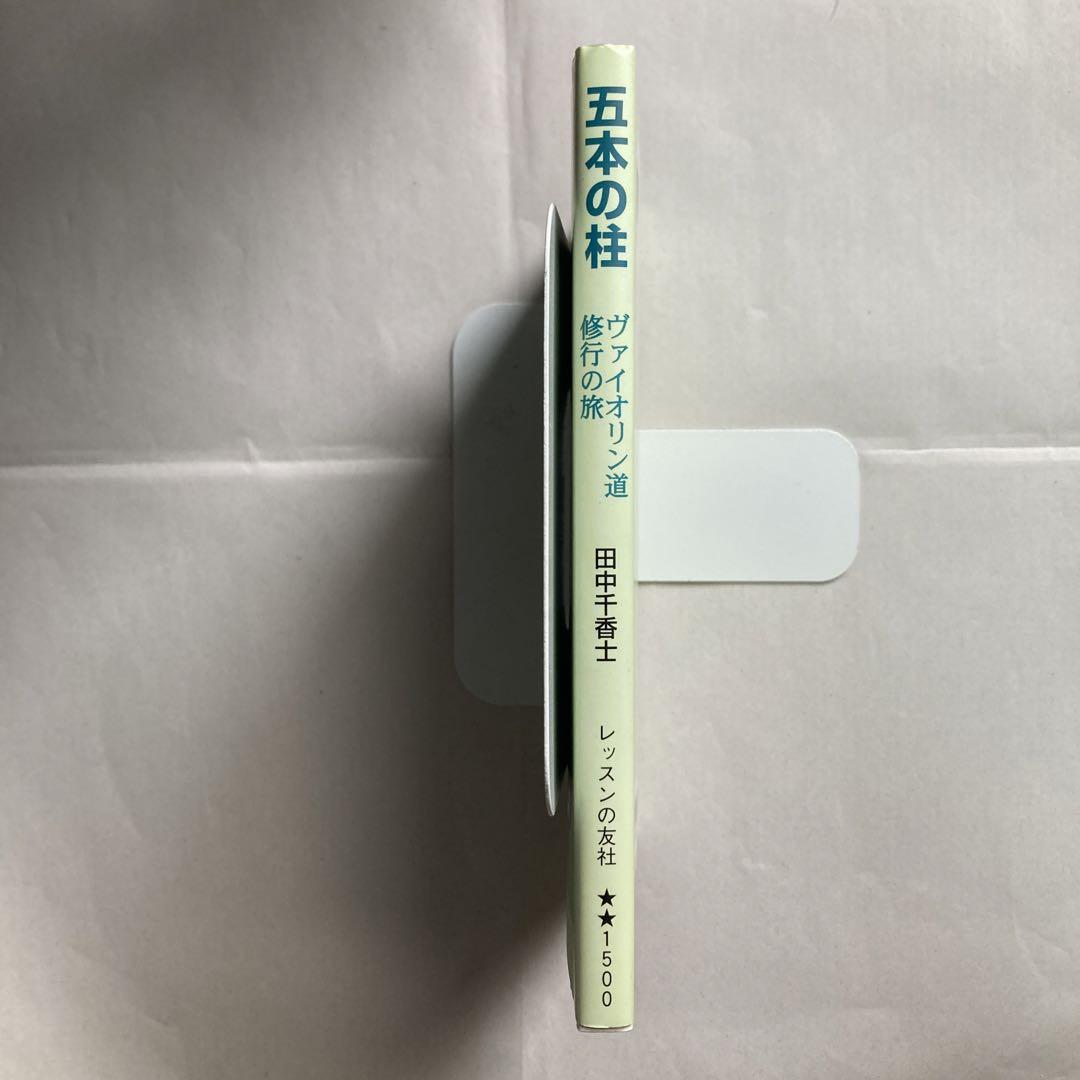 五本の柱
ヴァイオリン道
修行の旅
田中千香士
レッスンの友社
★★1500